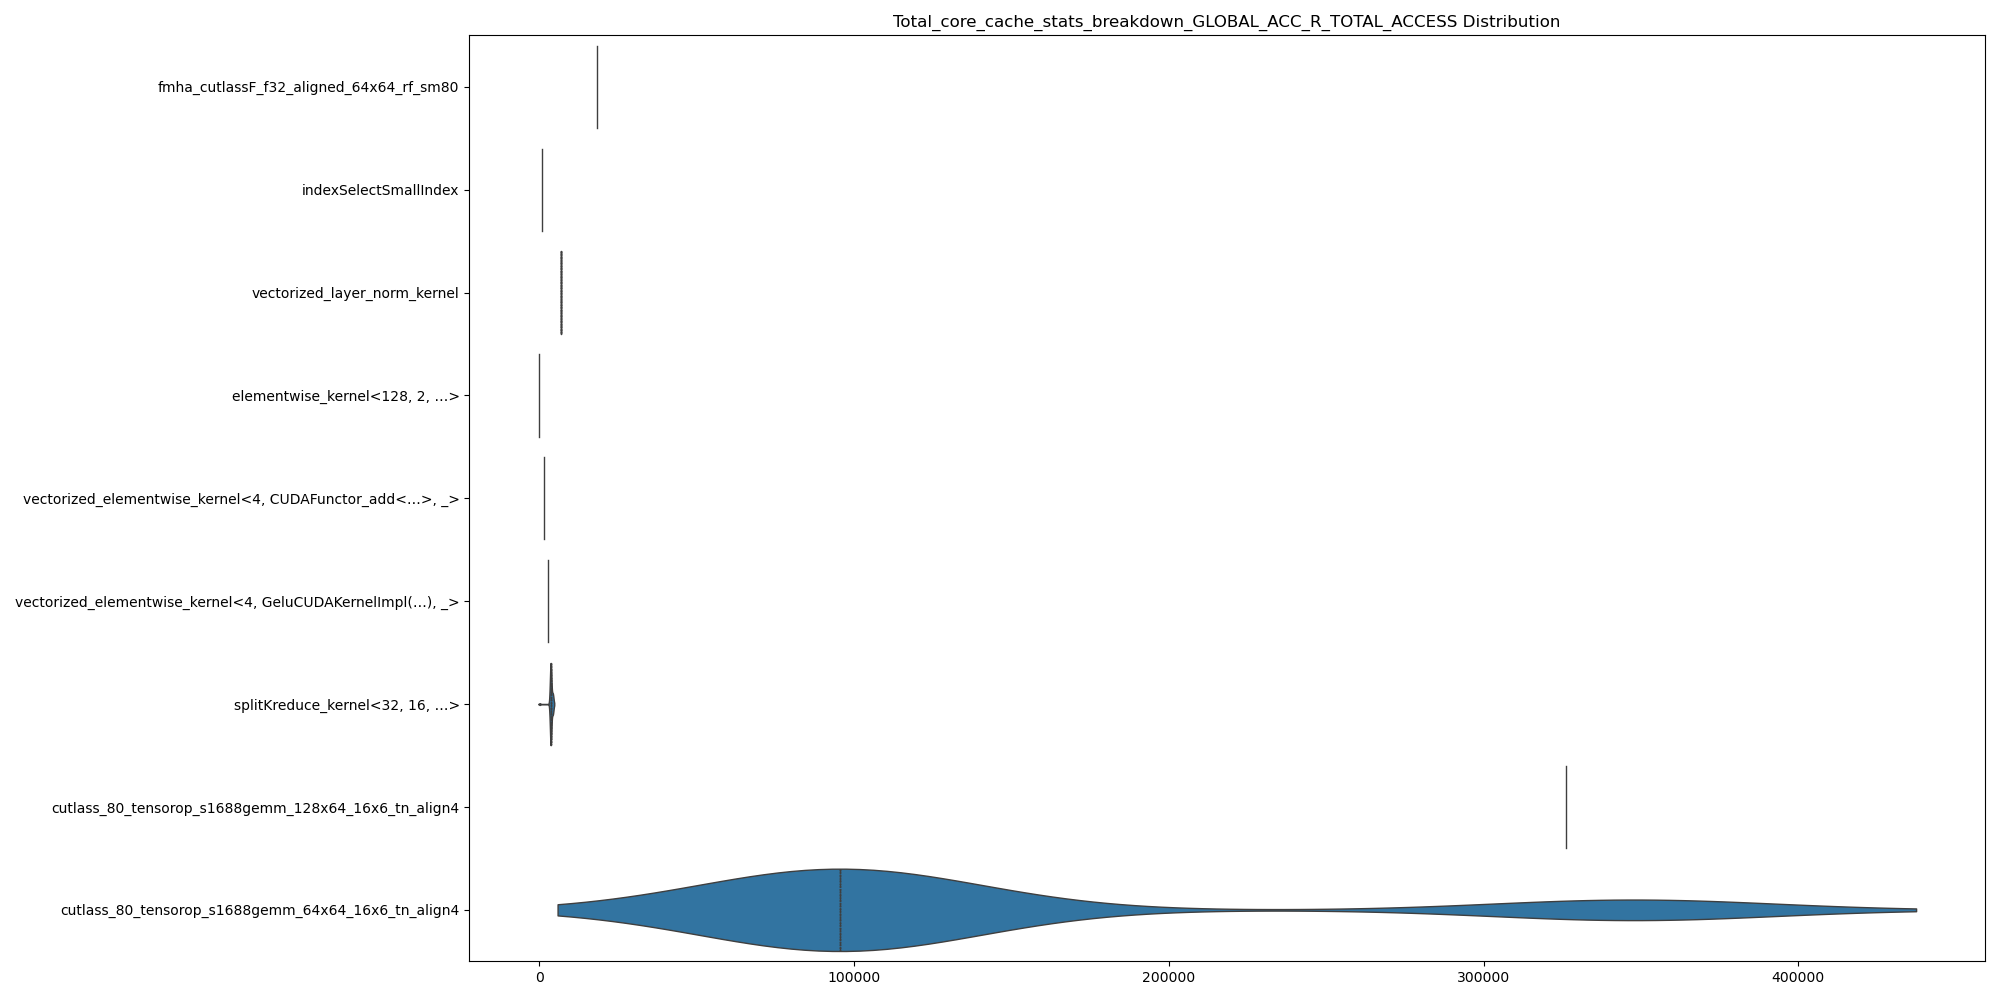 Total_core_cache_stats_breakdown_GLOBAL_ACC_R_TOTAL_ACCESS Distribution
fmha_cutlassF_f32_aligned_64x64_rf_sm80
indexSelectSmallIndex
vectorized_layer_norm_kernel
elementwise_kernel<128, 2, ...>
vectorized_elementwise_kernel<4, CUDAFunctor_add<...>, _>
vectorized_elementwise_kernel<4, GeluCUDAKernelImpl(...), _>
splitKreduce_kernel<32, 16, ...>
cutlass_80_tensorop_s1688gemm_128x64_16x6_tn_align4
cutlass_80_tensorop_s1688gemm_64x64_16x6_tn_align4
0 100000 200000 300000 400000